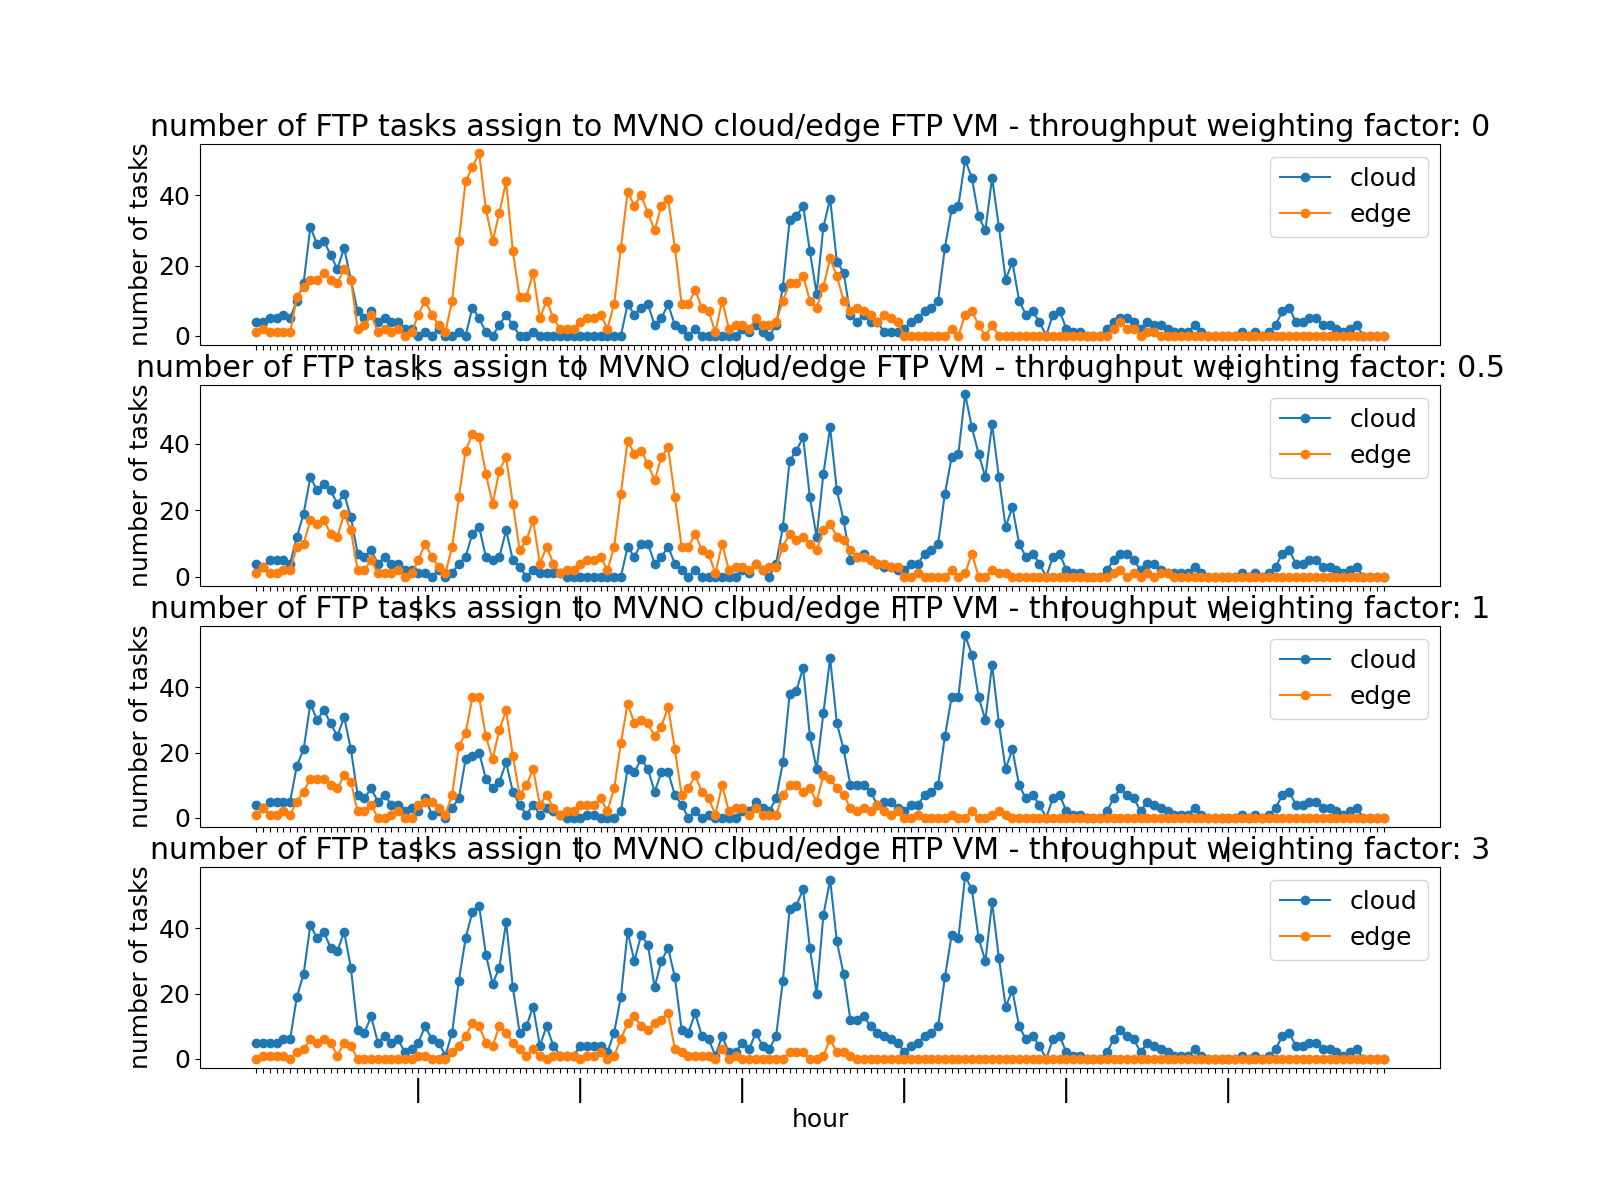 number of FTP tasks assign to MVNO cloud/edge FTP VM - throughput weighting factor: 0
number of tasks
40
20
0
cloud
edge
| | | | | |
number of FTP tasks assign to MVNO cloud/edge FTP VM - throughput weighting factor: 0.5
number of tasks
40
20
0
cloud
edge
| | | | | |
number of FTP tasks assign to MVNO cloud/edge FTP VM - throughput weighting factor: 1
number of tasks
40
20
0
cloud
edge
| | | | | |
number of FTP tasks assign to MVNO cloud/edge FTP VM - throughput weighting factor: 3
number of tasks
40
20
0
cloud
edge
| | | | | |
hour